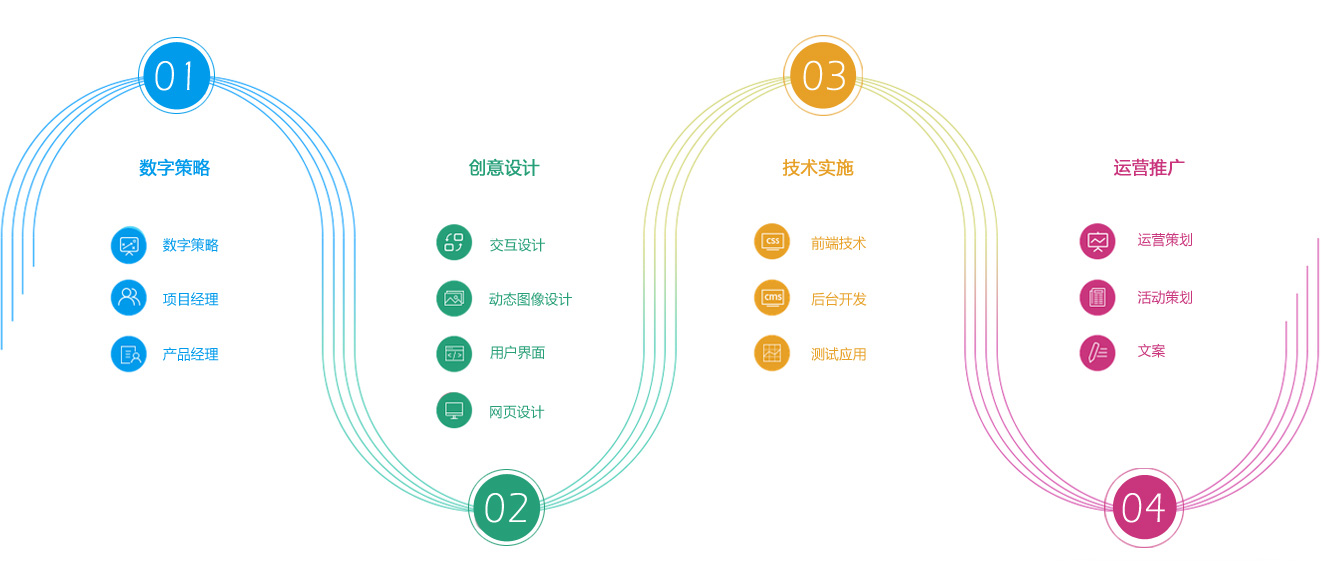 01
数字策略
数字策略
项目经理
产品经理
02
创意设计
交互设计
动态图像设计
用户界面
网页设计
03
技术实施
css
前端技术
cms
后台开发
测试应用
04
运营推广
运营策划
活动策划
文案